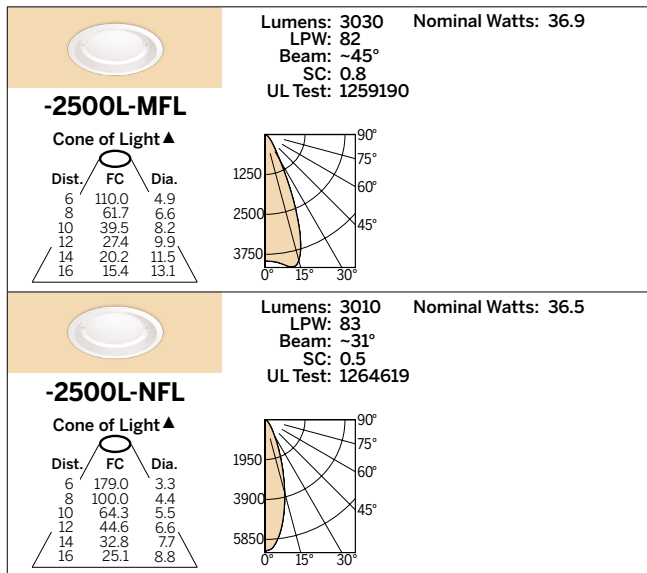 Lumens: 3030 Nominal Watts: 36.9
LPW: 82
Beam: ~45°
SC: 0.8
UL Test: 1259190
-2500L-MFL
Cone of Light▲
Dist. FC Dia.
6 110.0 4.9
8 61.7 6.6
10 39.5 8.2
12 27.4 9.9
14 20.2 11.5
16 15.4 13.1
90°
75°
1250
60°
2500
45°
3750
0° 15° 30°
Lumens: 3010 Nominal Watts: 36.5
LPW: 83
Beam: ~31°
SC: 0.5
UL Test: 1264619
-2500L-NFL
Cone of Light▲
Dist. FC Dia.
6 179.0 3.3
8 100.0 4.4
10 64.3 5.5
12 44.6 6.6
14 32.8 7.7
16 25.1 8.8
90°
75°
1950
60°
3900
45°
5850
0° 15° 30°